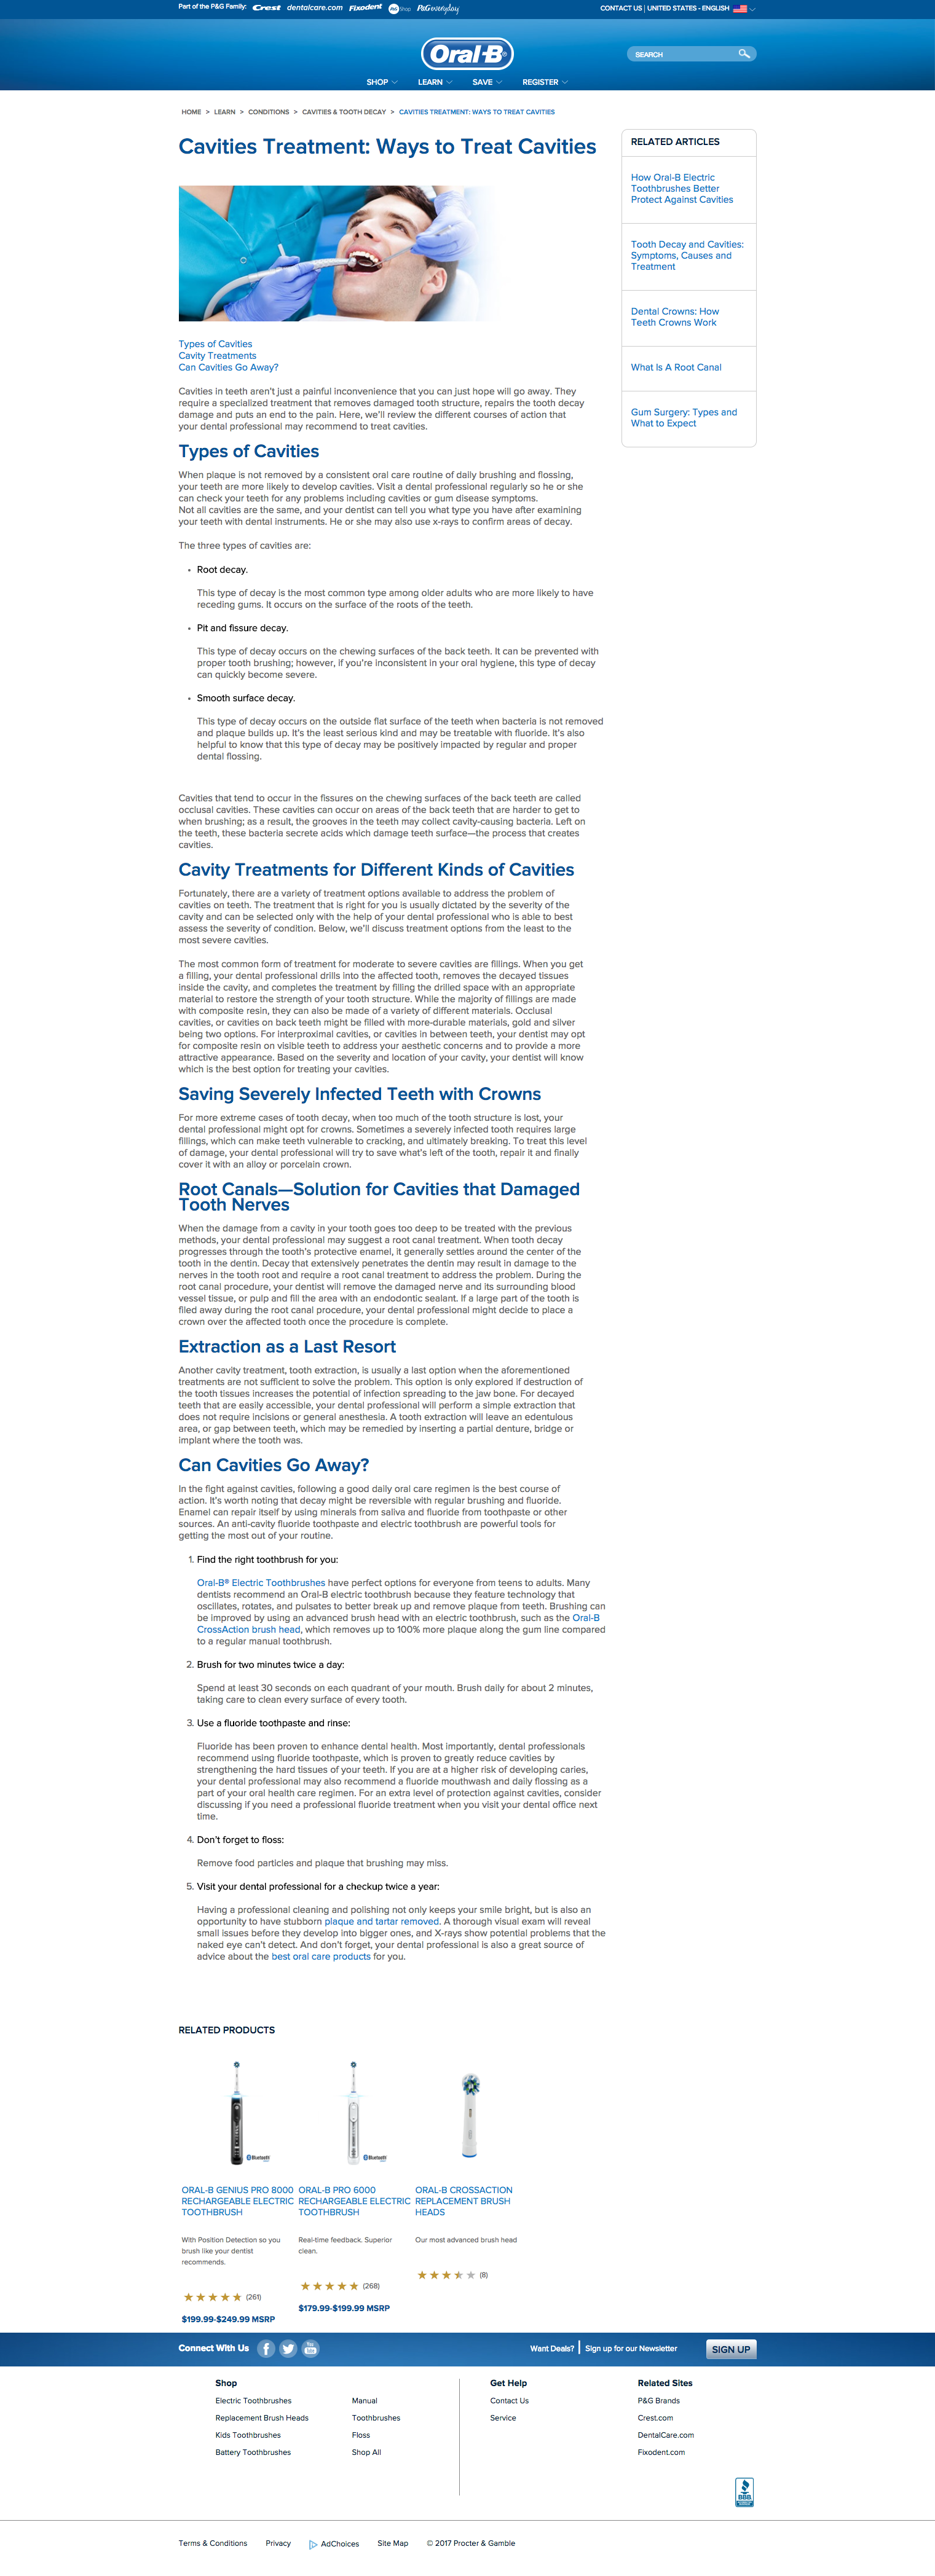 Part of the P&G Family: Crest dentalcare.com Fixodent P&G Shop P&Geveryday
CONTACT US | UNITED STATES - ENGLISH
Oral-B
SEARCH
SHOP LEARN SAVE REGISTER
HOME > LEARN > CONDITIONS > CAVITIES & TOOTH DECAY > CAVITIES TREATMENT: WAYS TO TREAT CAVITIES
Cavities Treatment: Ways to Treat Cavities
RELATED ARTICLES
How Oral-B Electric
Toothbrushes Better
Protect Against Cavities
Tooth Decay and Cavities:
Symptoms, Causes and
Treatment
Dental Crowns: How
Teeth Crowns Work
What Is A Root Canal
Gum Surgery: Types and
What to Expect
Types of Cavities
Cavity Treatments
Can Cavities Go Away?
Cavities in teeth aren't just a painful inconvenience that you can just hope will go away. They
require a specialized treatment that removes damaged tooth structure, repairs the tooth decay
damage and puts an end to the pain. Here, we'll review the different courses of action that
your dental professional may recommend to treat cavities.
Types of Cavities
When plaque is not removed by a consistent oral care routine of daily brushing and flossing,
your teeth are more likely to develop cavities. Visit a dental professional regularly so he or she
can check your teeth for any problems including cavities or gum disease symptoms.
Not all cavities are the same, and your dentist can tell you what type you have after examining
your teeth with dental instruments. He or she may also use x-rays to confirm areas of decay.
The three types of cavities are:
• Root decay.
This type of decay is the most common type among older adults who are more likely to have
receding gums. It occurs on the surface of the roots of the teeth.
• Pit and fissure decay.
This type of decay occurs on the chewing surfaces of the back teeth. It can be prevented with
proper tooth brushing; however, if you're inconsistent in your oral hygiene, this type of decay
can quickly become severe.
• Smooth surface decay.
This type of decay occurs on the outside flat surface of the teeth when bacteria is not removed
and plaque builds up. It's the least serious kind and may be treatable with fluoride. It's also
helpful to know that this type of decay may be positively impacted by regular and proper
dental flossing.
Cavities that tend to occur in the fissures on the chewing surfaces of the back teeth are called
occlusal cavities. These cavities can occur on areas of the back teeth that are harder to get to
when brushing; as a result, the grooves in the teeth may collect cavity-causing bacteria. Left on
the teeth, these bacteria secrete acids which damage teeth surface—the process that creates
cavities.
Cavity Treatments for Different Kinds of Cavities
Fortunately, there are a variety of treatment options available to address the problem of
cavities on teeth. The treatment that is right for you is usually dictated by the severity of the
cavity and can be selected only with the help of your dental professional who is able to best
assess the severity of condition. Below, we'll discuss treatment options from the least to the
most severe cavities.
The most common form of treatment for moderate to severe cavities are fillings. When you get
a filling, your dental professional drills into the affected tooth, removes the decayed tissues
inside the cavity, and completes the treatment by filling the drilled space with an appropriate
material to restore the strength of your tooth structure. While the majority of fillings are made
with composite resin, they can also be made of a variety of different materials. Occlusal
cavities, or cavities on back teeth might be filled with more-durable materials, gold and silver
being two options. For interproximal cavities, or cavities in between teeth, your dentist may opt
for composite resin on visible teeth to address your aesthetic concerns and to provide a more
attractive appearance. Based on the severity and location of your cavity, your dentist will know
which is the best option for treating your cavities.
Saving Severely Infected Teeth with Crowns
For more extreme cases of tooth decay, when too much of the tooth structure is lost, your
dental professional might opt for crowns. Sometimes a severely infected tooth requires large
fillings, which can make teeth vulnerable to cracking, and ultimately breaking. To treat this level
of damage, your dental professional will try to save what's left of the tooth, repair it and finally
cover it with an alloy or porcelain crown.
Root Canals—Solution for Cavities that Damaged
Tooth Nerves
When the damage from a cavity in your tooth goes too deep to be treated with the previous
methods, your dental professional may suggest a root canal treatment. When tooth decay
progresses through the tooth's protective enamel, it generally settles around the center of the
tooth in the dentin. Decay that extensively penetrates the dentin may result in damage to the
nerves in the tooth root and require a root canal treatment to address the problem. During the
root canal procedure, your dentist will remove the damaged nerve and its surrounding blood
vessel tissue, or pulp and fill the area with an endodontic sealant. If a large part of the tooth is
filed away during the root canal procedure, your dental professional might decide to place a
crown over the affected tooth once the procedure is complete.
Extraction as a Last Resort
Another cavity treatment, tooth extraction, is usually a last option when the aforementioned
treatments are not sufficient to solve the problem. This option is only explored if destruction of
the tooth tissues increases the potential of infection spreading to the jaw bone. For decayed
teeth that are easily accessible, your dental professional will perform a simple extraction that
does not require incisions or general anesthesia. A tooth extraction will leave an edentulous
area, or gap between teeth, which may be remedied by inserting a partial denture, bridge or
implant where the tooth was.
Can Cavities Go Away?
In the fight against cavities, following a good daily oral care regimen is the best course of
action. It's worth noting that decay might be reversible with regular brushing and fluoride.
Enamel can repair itself by using minerals from saliva and fluoride from toothpaste or other
sources. An anti-cavity fluoride toothpaste and electric toothbrush are powerful tools for
getting the most out of your routine.
1. Find the right toothbrush for you:
Oral-B® Electric Toothbrushes have perfect options for everyone from teens to adults. Many
dentists recommend an Oral-B electric toothbrush because they feature technology that
oscillates, rotates, and pulsates to better break up and remove plaque from teeth. Brushing can
be improved by using an advanced brush head with an electric toothbrush, such as the Oral-B
CrossAction brush head, which removes up to 100% more plaque along the gum line compared
to a regular manual toothbrush.
2. Brush for two minutes twice a day:
Spend at least 30 seconds on each quadrant of your mouth. Brush daily for about 2 minutes,
taking care to clean every surface of every tooth.
3. Use a fluoride toothpaste and rinse:
Fluoride has been proven to enhance dental health. Most importantly, dental professionals
recommend using fluoride toothpaste, which is proven to greatly reduce cavities by
strengthening the hard tissues of your teeth. If you are at a higher risk of developing caries,
your dental professional may also recommend a fluoride mouthwash and daily flossing as a
part of your oral health care regimen. For an extra level of protection against cavities, consider
discussing if you need a professional fluoride treatment when you visit your dental office next
time.
4. Don't forget to floss:
Remove food particles and plaque that brushing may miss.
5. Visit your dental professional for a checkup twice a year:
Having a professional cleaning and polishing not only keeps your smile bright, but is also an
opportunity to have stubborn plaque and tartar removed. A thorough visual exam will reveal
small issues before they develop into bigger ones, and X-rays show potential problems that the
naked eye can't detect. And don't forget, your dental professional is also a great source of
advice about the best oral care products for you.
RELATED PRODUCTS
Bluetooth
Bluetooth
ORAL-B GENIUS PRO 8000
RECHARGEABLE ELECTRIC
TOOTHBRUSH
With Position Detection so you
brush like your dentist
recommends.
(261)
$199.99-$249.99 MSRP
ORAL-B PRO 6000
RECHARGEABLE ELECTRIC
TOOTHBRUSH
Real-time feedback. Superior
clean.
(268)
$179.99-$199.99 MSRP
ORAL-B CROSSACTION
REPLACEMENT BRUSH
HEADS
Our most advanced brush head
(8)
Connect With Us
You Tube
Want Deals? | Sign up for our Newsletter
SIGN UP
Shop
Electric Toothbrushes
Replacement Brush Heads
Kids Toothbrushes
Battery Toothbrushes
Manual
Toothbrushes
Floss
Shop All
Get Help
Contact Us
Service
Related Sites
P&G Brands
Crest.com
DentalCare.com
Fixodent.com
BBB
Terms & Conditions Privacy AdChoices Site Map © 2017 Procter & Gamble